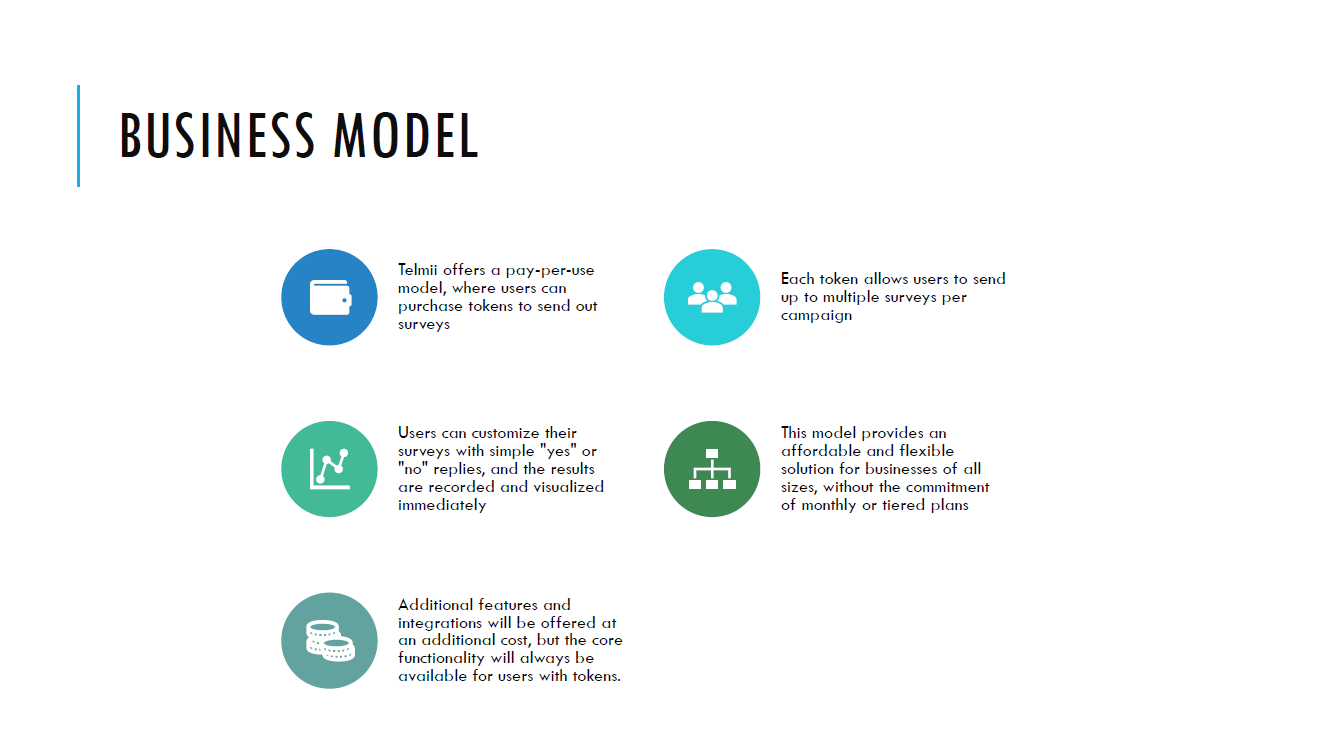 BUSINESS MODEL
Telmii offers a pay-per-use
model, where users can
purchase tokens to send out
surveys
Each token allows users to send
up to multiple surveys per
campaign
Users can customize their
surveys with simple "yes" or
"no" replies, and the results
are recorded and visualized
immediately
This model provides an
affordable and flexible
solution for businesses of all
sizes, without the commitment
of monthly or tiered plans
Additional features and
integrations will be offered at
an additional cost, but the core
functionality will always be
available for users with tokens.